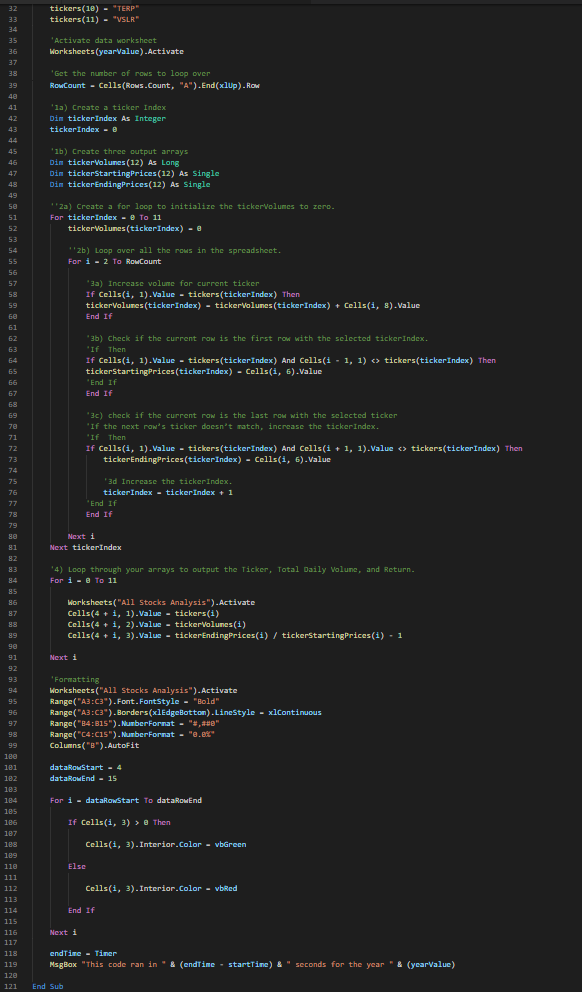 32 tickers(10) = "TERP"
33 tickers(11) = "VSLR"
34
35 'Activate data worksheet
36 Worksheets(yearValue).Activate
37
38 'Get the number of rows to loop over
39 RowCount = Cells(Rows.Count, "A").End(xlUp).Row
40
41 '1a) Create a ticker Index
42 Dim tickerIndex As Integer
43 tickerIndex = 0
44
45 '1b) Create three output arrays
46 Dim tickerVolumes(12) As Long
47 Dim tickerStartingPrices(12) As Single
48 Dim tickerEndingPrices(12) As Single
49
50 ''2a) Create a for loop to initialize the tickerVolumes to zero.
51 For tickerIndex = 0 To 11
52 tickerVolumes(tickerIndex) = 0
53
54 ''2b) Loop over all the rows in the spreadsheet.
55 For i = 2 To RowCount
56
57 '3a) Increase volume for current ticker
58 If Cells(i, 1).Value = tickers(tickerIndex) Then
59 tickerVolumes(tickerIndex) = tickerVolumes(tickerIndex) + Cells(i, 8).Value
60 End If
61
62 '3b) Check if the current row is the first row with the selected tickerIndex.
63 'If  Then
64 If Cells(i, 1).Value = tickers(tickerIndex) And Cells(i - 1, 1) <> tickers(tickerIndex) Then
65 tickerStartingPrices(tickerIndex) = Cells(i, 6).Value
66 'End If
67 End If
68
69 '3c) check if the current row is the last row with the selected ticker
70 'If the next row's ticker doesn't match, increase the tickerIndex.
71 'If  Then
72 If Cells(i, 1).Value = tickers(tickerIndex) And Cells(i + 1, 1).Value <> tickers(tickerIndex) Then
73 tickerEndingPrices(tickerIndex) = Cells(i, 6).Value
74
75 '3d Increase the tickerIndex.
76 tickerIndex = tickerIndex + 1
77 'End If
78 End If
79
80 Next i
81 Next tickerIndex
82
83 '4) Loop through your arrays to output the Ticker, Total Daily Volume, and Return.
84 For i = 0 To 11
85
86 Worksheets("All Stocks Analysis").Activate
87 Cells(4 + i, 1).Value = tickers(i)
88 Cells(4 + i, 2).Value = tickerVolumes(i)
89 Cells(4 + i, 3).Value = tickerEndingPrices(i) / tickerStartingPrices(i) - 1
90
91 Next i
92
93 'Formatting
94 Worksheets("All Stocks Analysis").Activate
95 Range("A3:C3").Font.FontStyle = "Bold"
96 Range("A3:C3").Borders(xlEdgeBottom).LineStyle = xlContinuous
97 Range("B4:B15").NumberFormat = "#,##0"
98 Range("C4:C15").NumberFormat = "0.0%"
99 Columns("B").AutoFit
100
101 dataRowStart = 4
102 dataRowEnd = 15
103
104 For i = dataRowStart To dataRowEnd
105
106 If Cells(i, 3) > 0 Then
107
108 Cells(i, 3).Interior.Color = vbGreen
109
110 Else
111
112 Cells(i, 3).Interior.Color = vbRed
113
114 End If
115
116 Next i
117
118 endTime = Timer
119 MsgBox "This code ran in " & (endTime - startTime) & " seconds for the year " & (yearValue)
120
121 End Sub